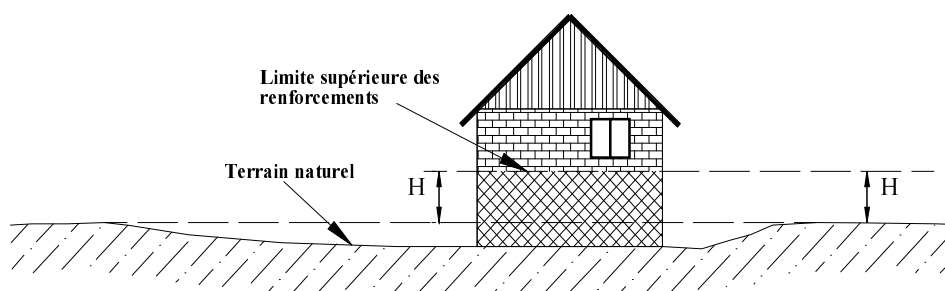 Limite supérieure des
renforcements
Terrain naturel
H
H